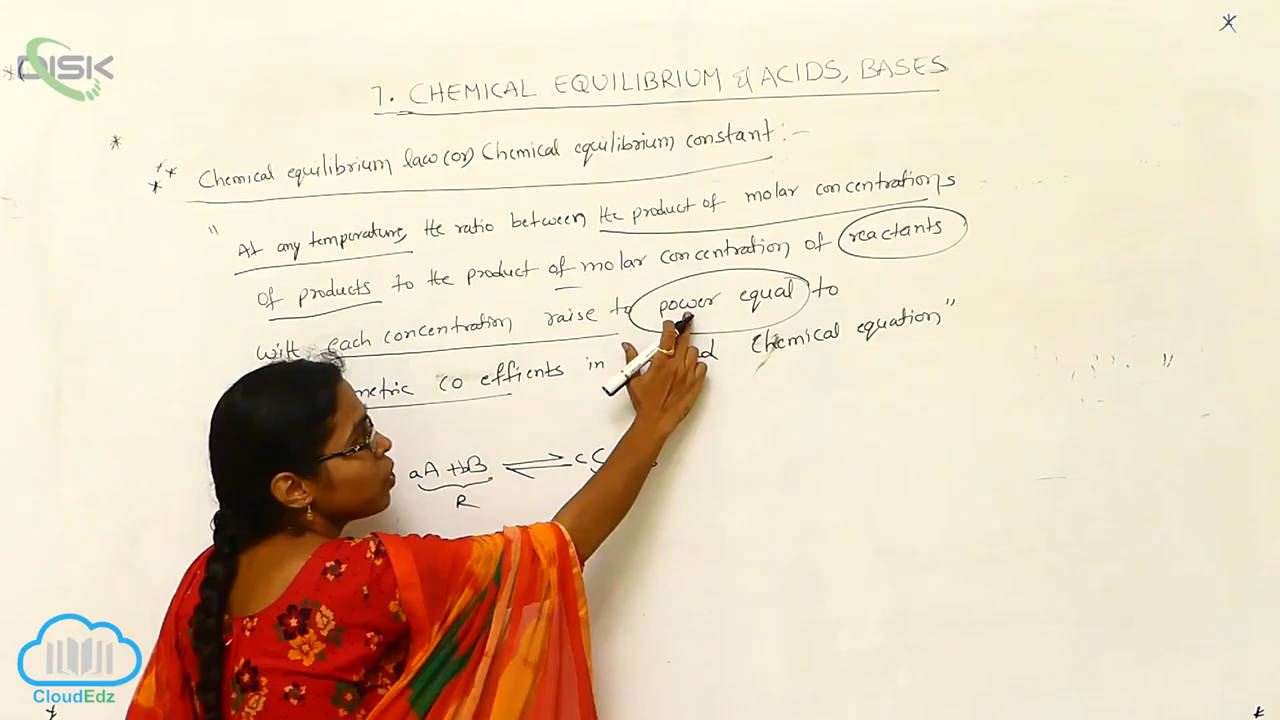 DISK
7. CHEMICAL EQUILIBRIUM & ACIDS, BASES
Chemical equilibrium law (or) Chemical equilibrium constant :-
" At any temperature, the ratio between the product of molar concentrations
of products to the product of molar concentration of reactants
with each concentration raise to power equal to
metric co effients in chemical equation"
aA + bB ⇌ c
R
CloudEdz